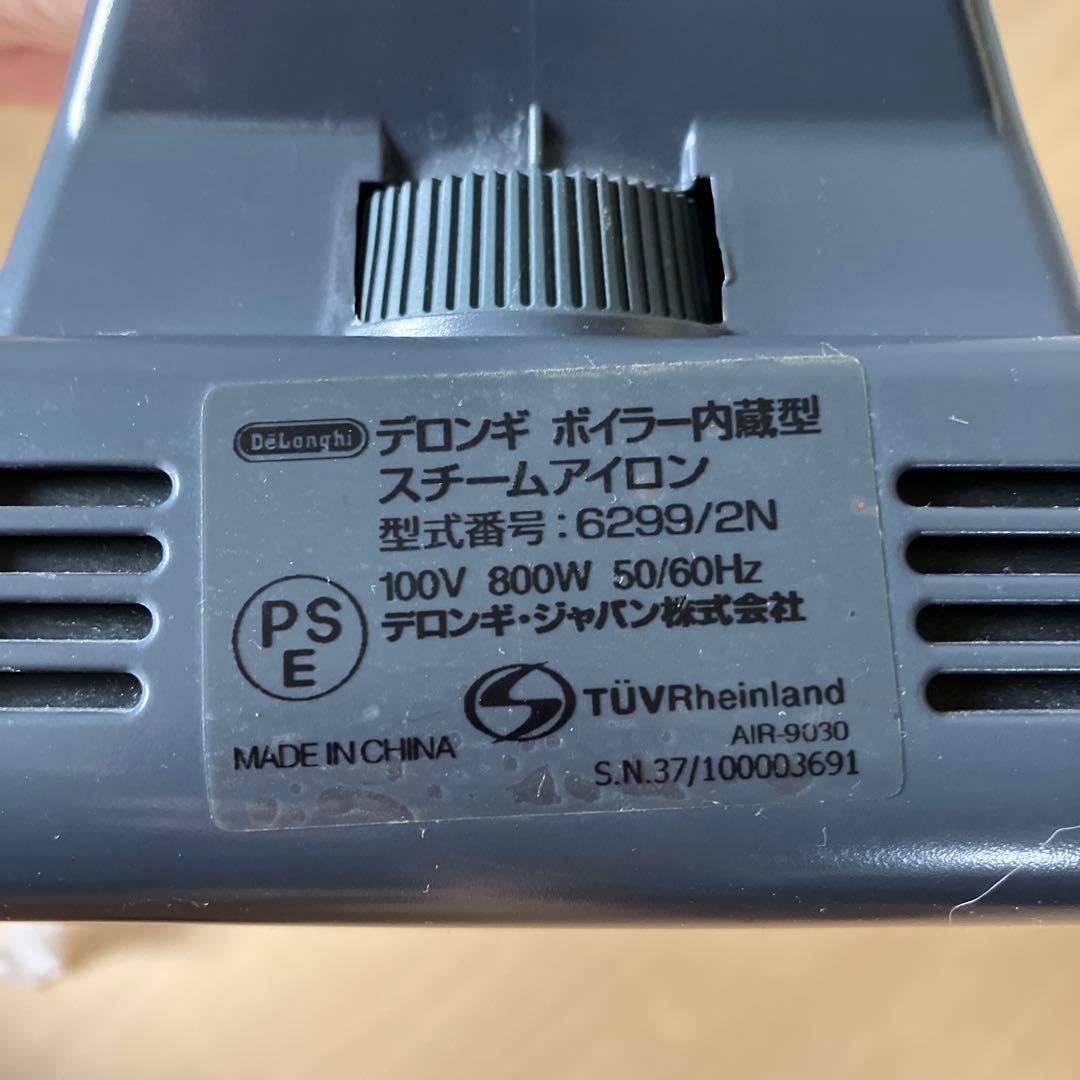 DeLonghi デロンギ ボイラー内蔵型
スチームアイロン
型式番号:6299/2N
100V 800W 50/60Hz
デロンギ・ジャパン株式会社
PS
E
TÜVRheinland
AIR-9030
MADE IN CHINA
S.N.37/100003691